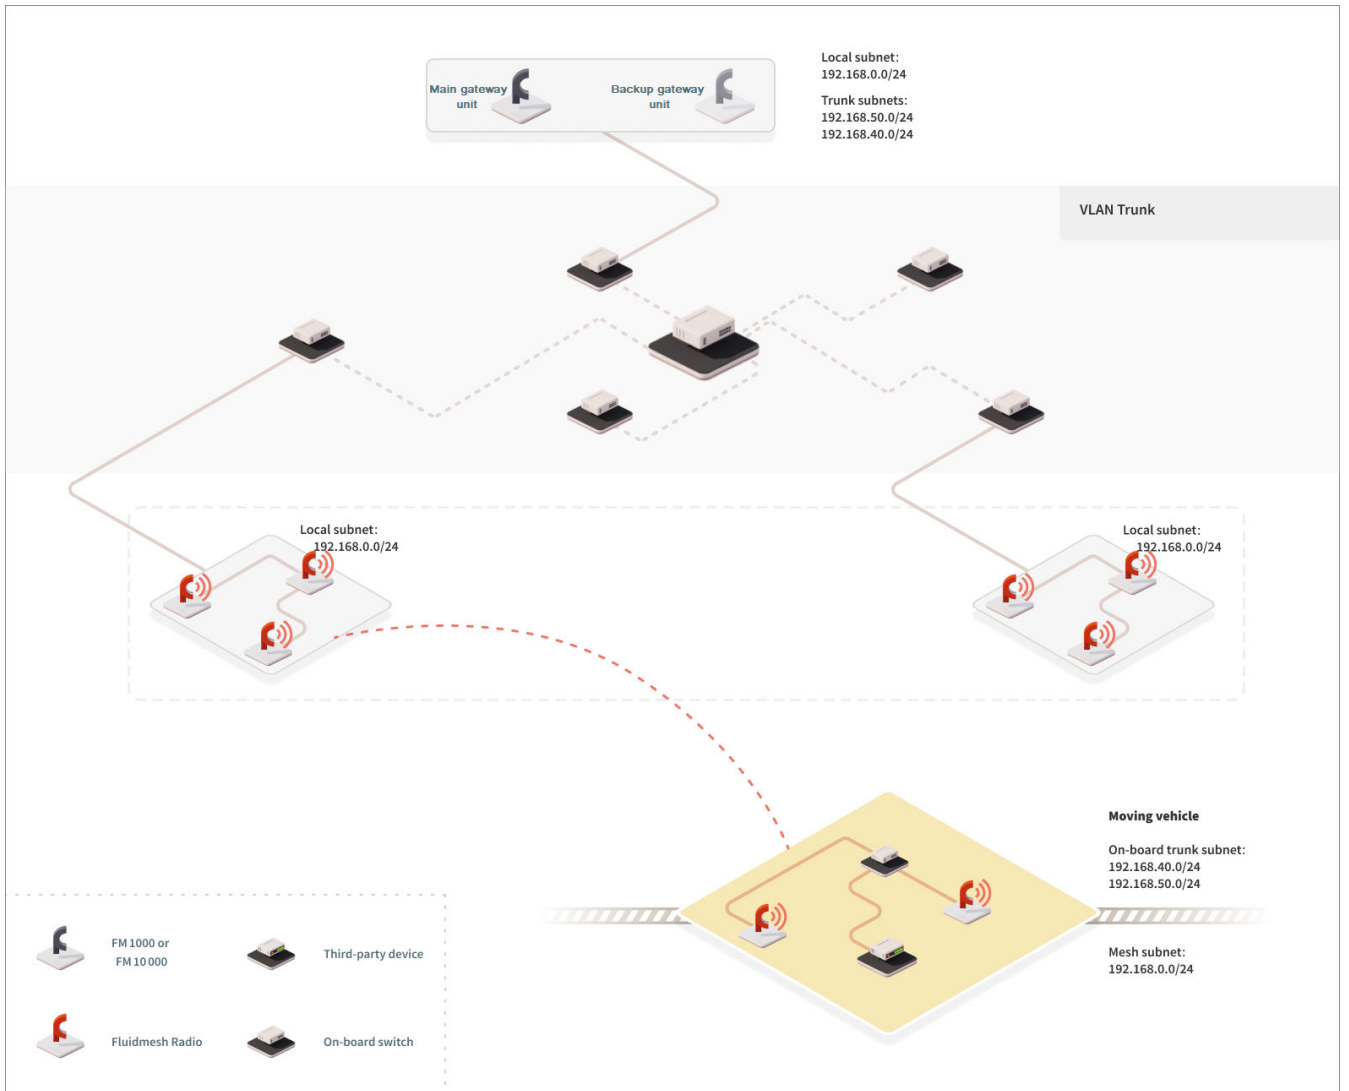 Local subnet:
192.168.0.0/24
Main gateway
unit
Backup gateway
unit
Trunk subnets:
192.168.50.0/24
192.168.40.0/24
VLAN Trunk
Local subnet:
192.168.0.0/24
Local subnet:
192.168.0.0/24
Moving vehicle
On-board trunk subnet:
192.168.40.0/24
192.168.50.0/24
Mesh subnet:
192.168.0.0/24
FM 1000 or
FM 10 000
Third-party device
Fluidmesh Radio
On-board switch